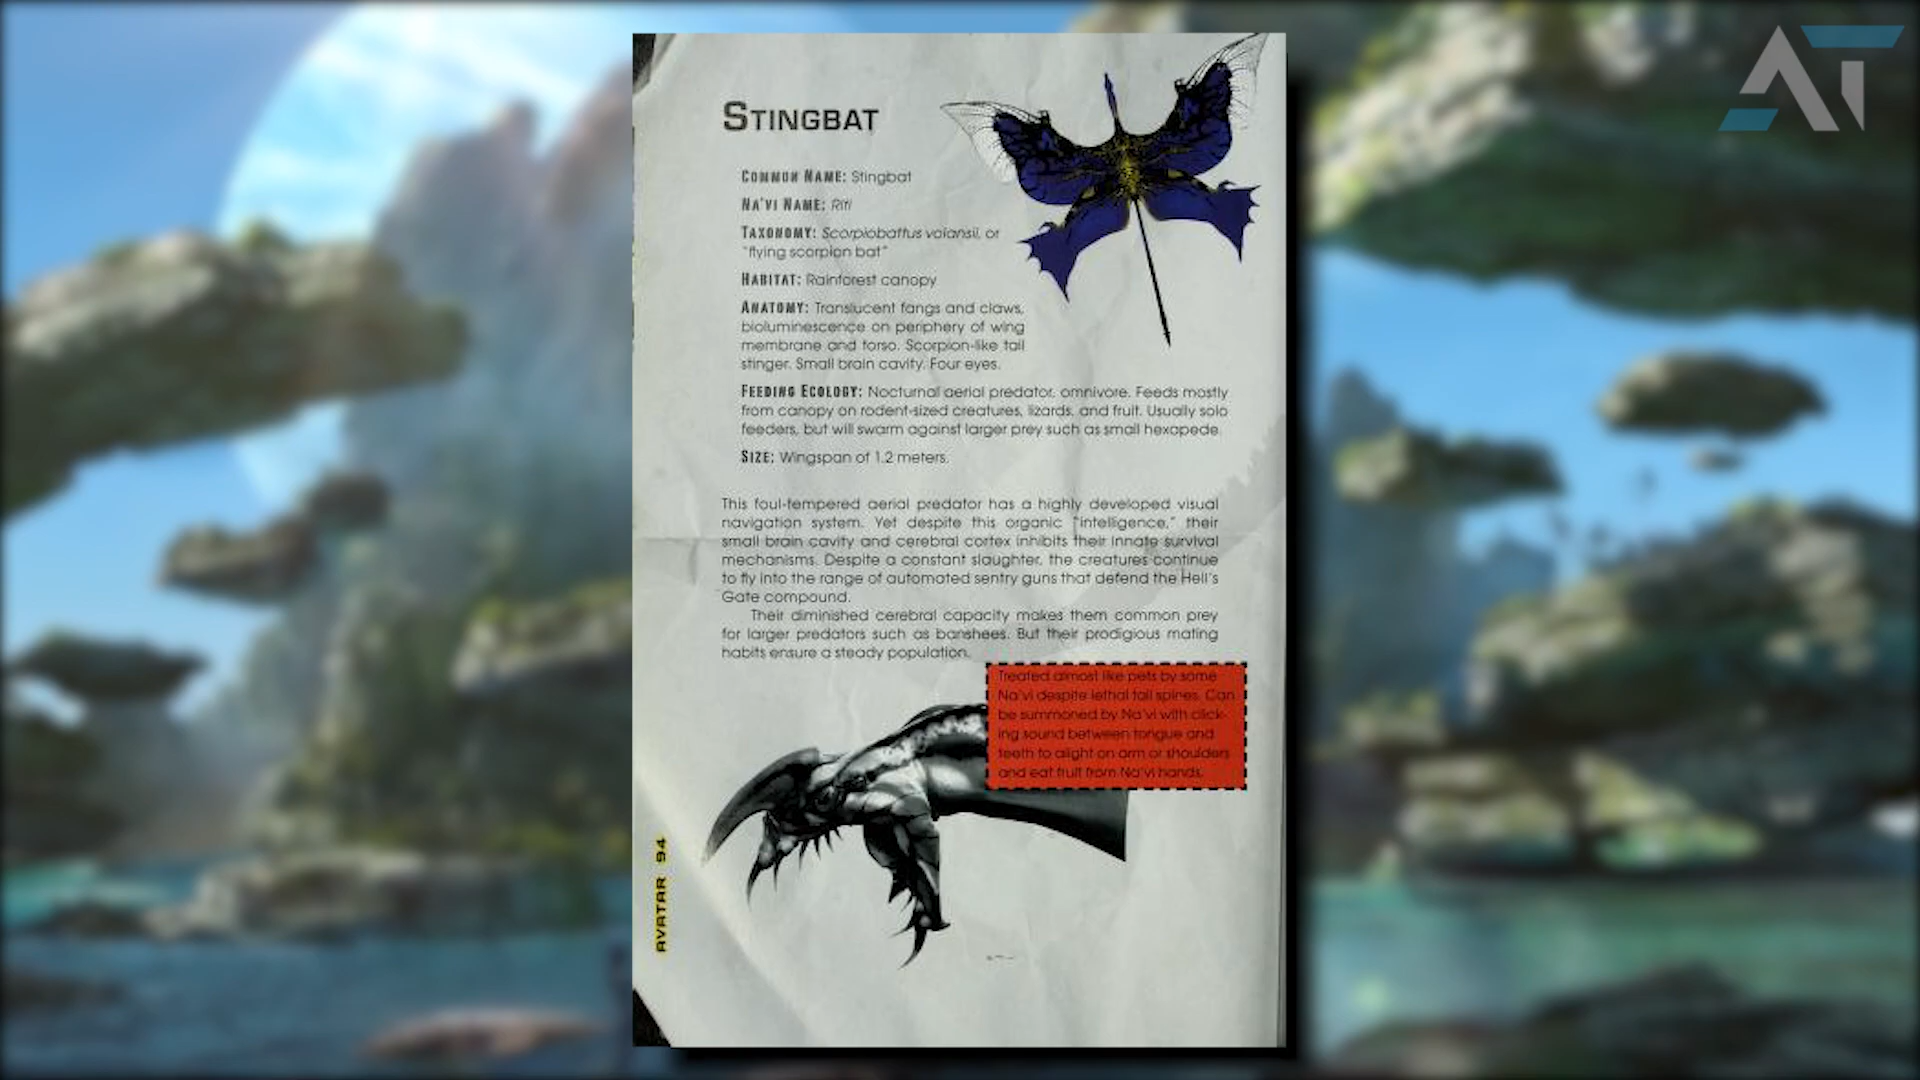 STINGBAT
COMMON NAME: Stingbat
NA'VI NAME: Riti
TAXONOMY: Scorpiobattus volansii, or
"flying scorpion bat"
HABITAT: Rainforest canopy
ANATOMY: Translucent fangs and claws,
bioluminescence on periphery of wing
membrane and torso. Scorpion-like tail
stinger. Small brain cavity. Four eyes.
FEEDING ECOLOGY: Nocturnal aerial predator, omnivore. Feeds mostly
from canopy on rodent-sized creatures, lizards, and fruit. Usually solo
feeders, but will swarm against larger prey such as small hexapede.
SIZE: Wingspan of 1.2 meters.
This foul-tempered aerial predator has a highly developed visual
navigation system. Yet despite this organic "intelligence," their
small brain cavity and cerebral cortex inhibits their innate survival
mechanisms. Despite a constant slaughter, the creatures continue
to fly into the range of automated sentry guns that defend the Hell's
Gate compound.
Their diminished cerebral capacity makes them common prey
for larger predators such as banshees. But their prodigious mating
habits ensure a steady population.
Treated almost like pets by some
Na'vi despite lethal tail spines. Can
be summoned by Na'vi with click-
ing sound between tongue and
teeth to alight on arm or shoulders
and eat fruit from Na'vi hands.
AVATAR 94
AT